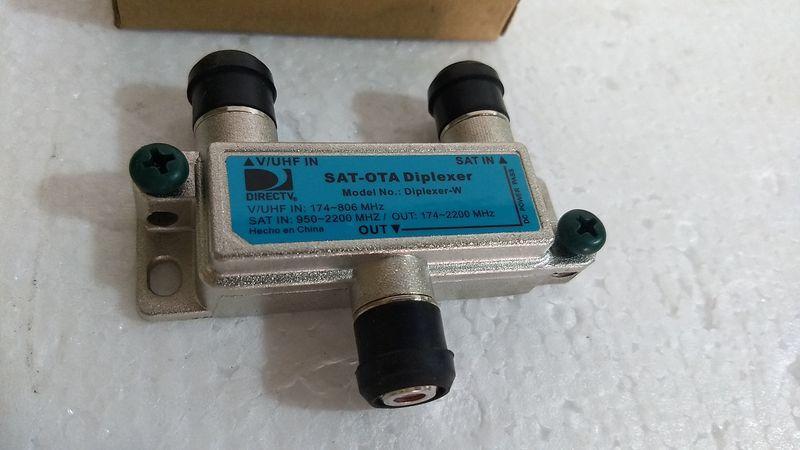 ▲V/UHF IN
SAT IN▲
SAT-OTA Diplexer
Model No.: Diplexer-W
DIRECTV®
V/UHF IN: 174~806 MHz
SAT IN: 950~2200 MHZ / OUT: 174~2200 MHz
Hecho en China
OUT▼
DC POWER PASS